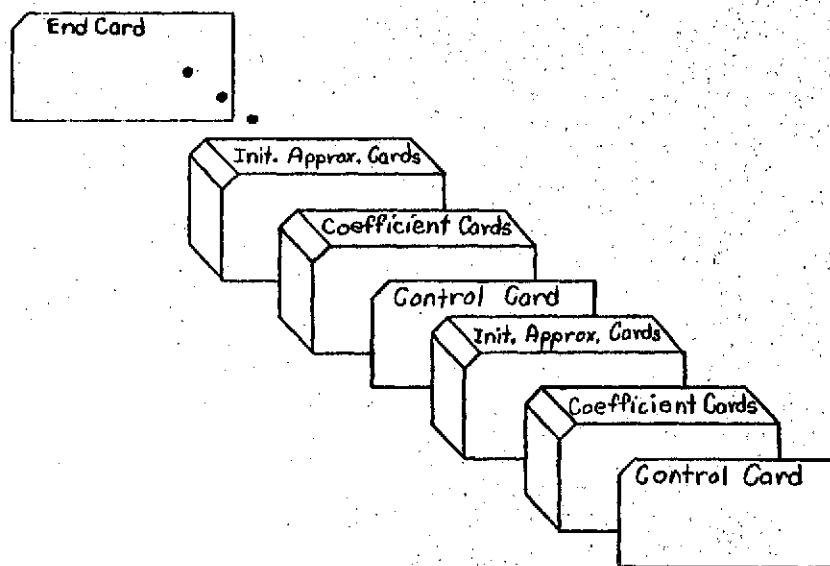 End Card
Init. Approx. Cards
Coefficient Cards
Control Card
Init. Approx. Cards
Coefficient Cards
Control Card